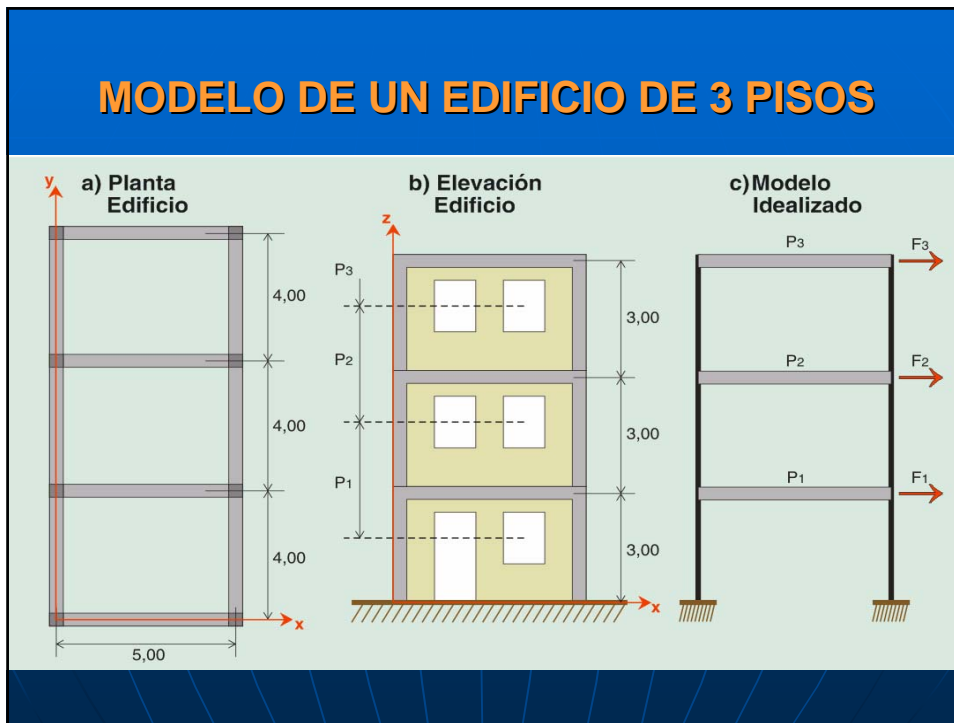 MODELO DE UN EDIFICIO DE 3 PISOS
a) Planta
Edificio
y
4,00
4,00
4,00
x
5,00
b) Elevación
Edificio
z
P3
P2
P1
3,00
3,00
3,00
x
c)Modelo
Idealizado
P3
F3
P2
F2
P1
F1